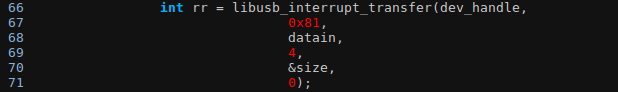 66                 int rr = libusb_interrupt_transfer(dev_handle,
67                                 0x81,
68                                 datain,
69                                 4,
70                                 &size,
71                                 0);